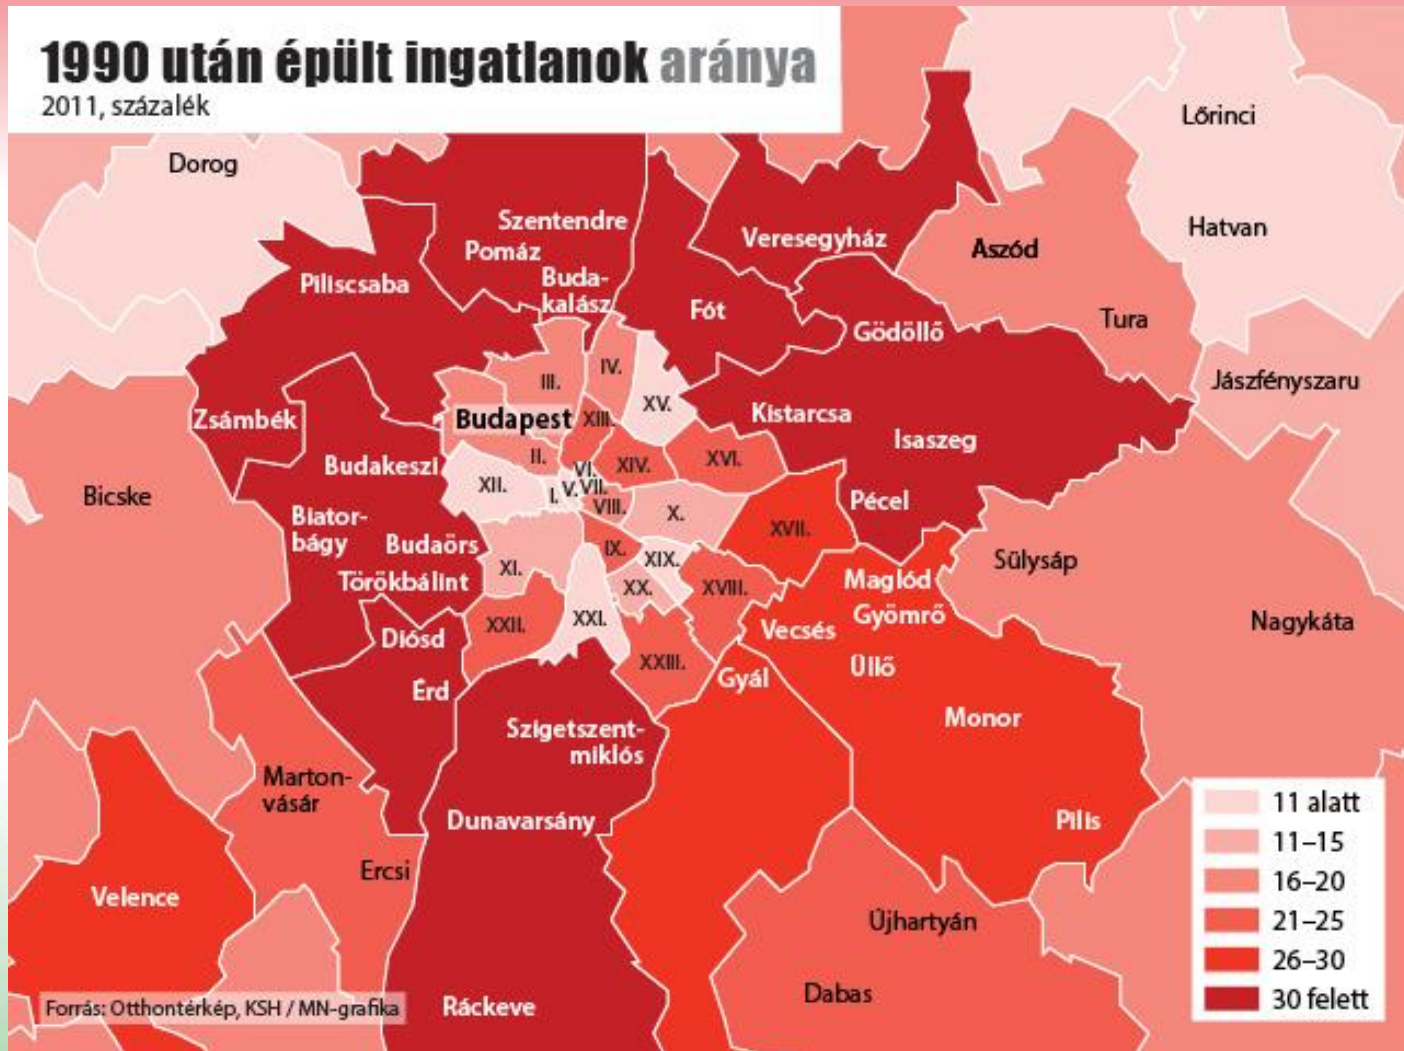 1990 után épült ingatlanok aránya
2011, százalék
Lőrinci
Dorog
Szentendre
Hatvan
Veresegyház
Aszód
Pomáz
Piliscsaba
Buda-
kalász
Fót
Tura
Gödöllő
IV.
III.
Jászfényszaru
XV.
Zsámbék
Budapest
XIII.
Kistarcsa
Isaszeg
Budakeszi
II.
XIV.
XVI.
VI.
XII.
I.
V.
VII.
Bicske
Pécel
VIII.
X.
Biator-
bágy
XVII.
Budaörs
IX.
XIX.
Sülysáp
XI.
Törökbálint
XX.
XVIII.
Maglód
Gyömrő
XXI.
XXII.
Nagykáta
Vecsés
Diósd
XXIII.
Üllő
Gyál
Érd
Monor
Szigetszent-
miklós
Marton-
vásár
Dunavarsány
Pilis
Ercsi
Velence
Újhartyán
Dabas
Ráckeve
11 alatt
11–15
16–20
21–25
26–30
30 felett
Forrás: Otthontérkép, KSH / MN-grafika